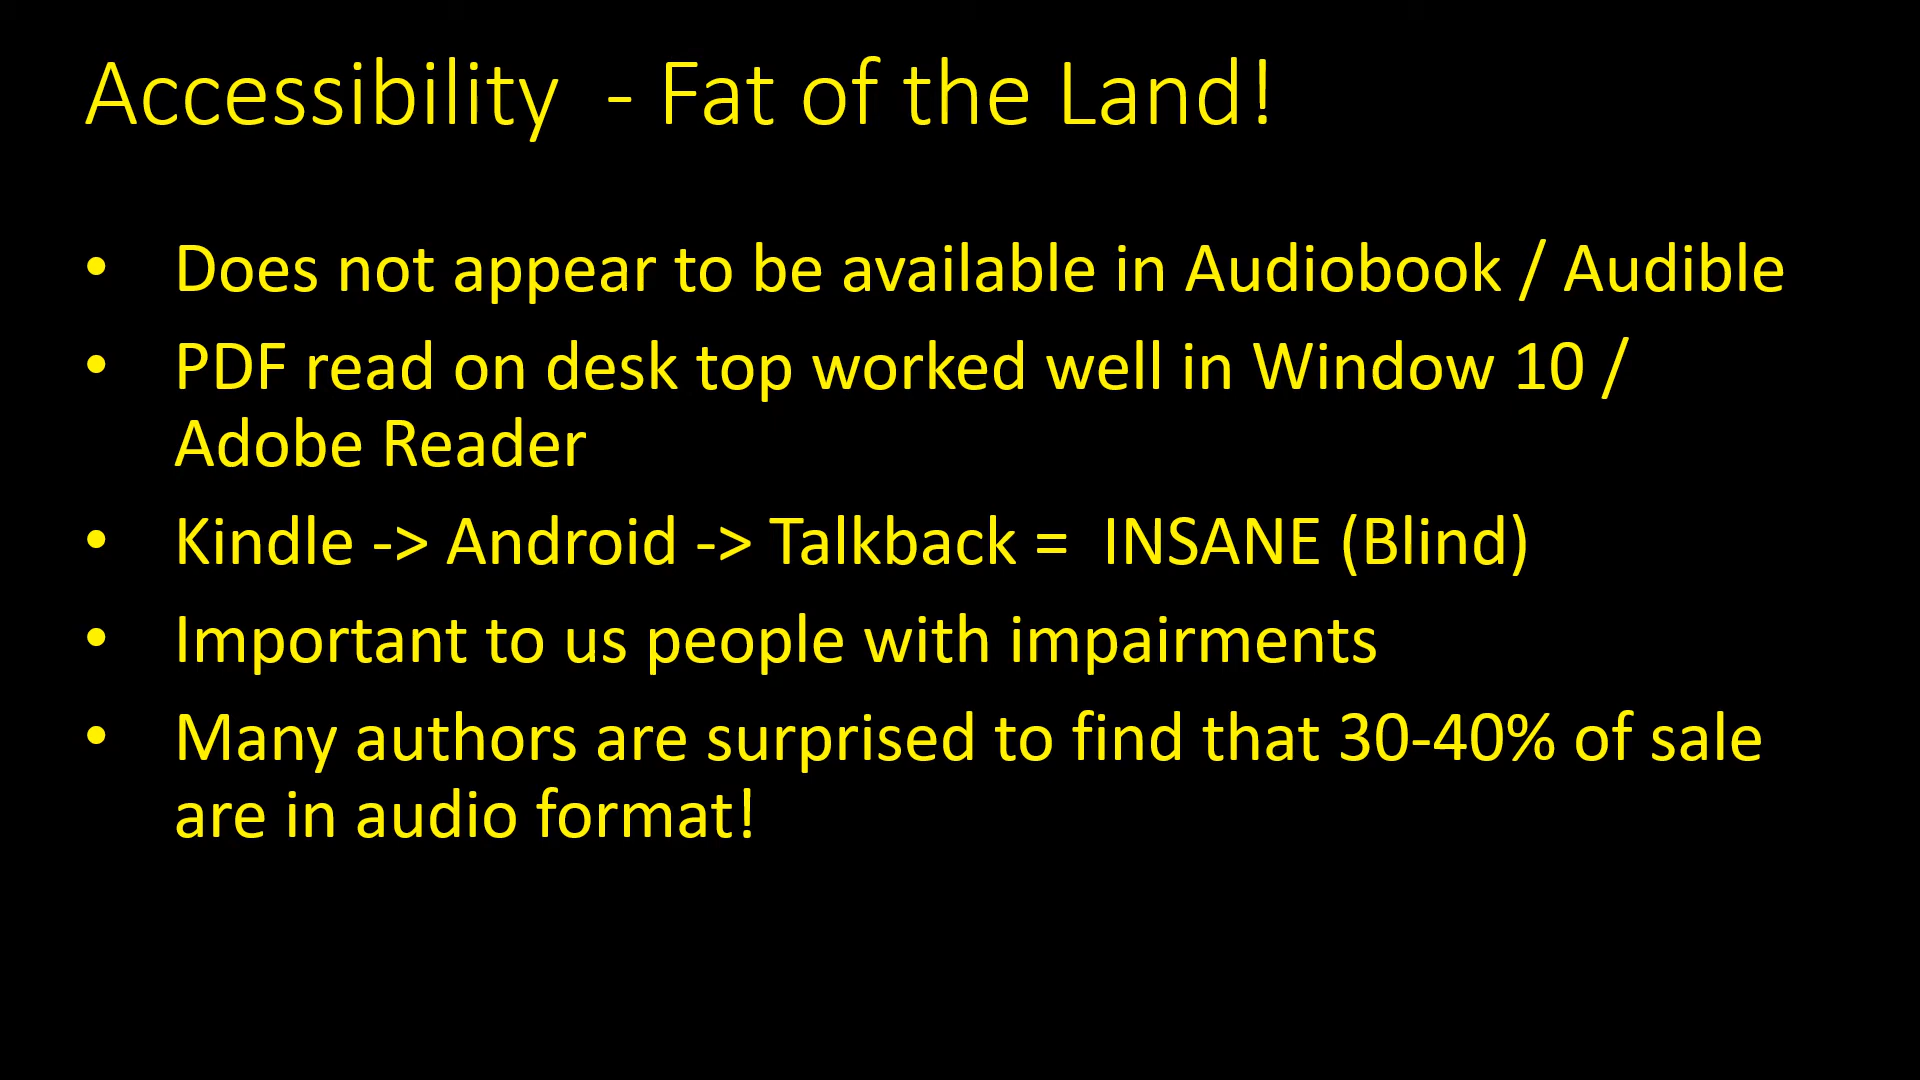 Accessibility  - Fat of the Land!
• Does not appear to be available in Audiobook / Audible
• PDF read on desk top worked well in Window 10 /
Adobe Reader
• Kindle -> Android -> Talkback =  INSANE (Blind)
• Important to us people with impairments
• Many authors are surprised to find that 30-40% of sale
are in audio format!